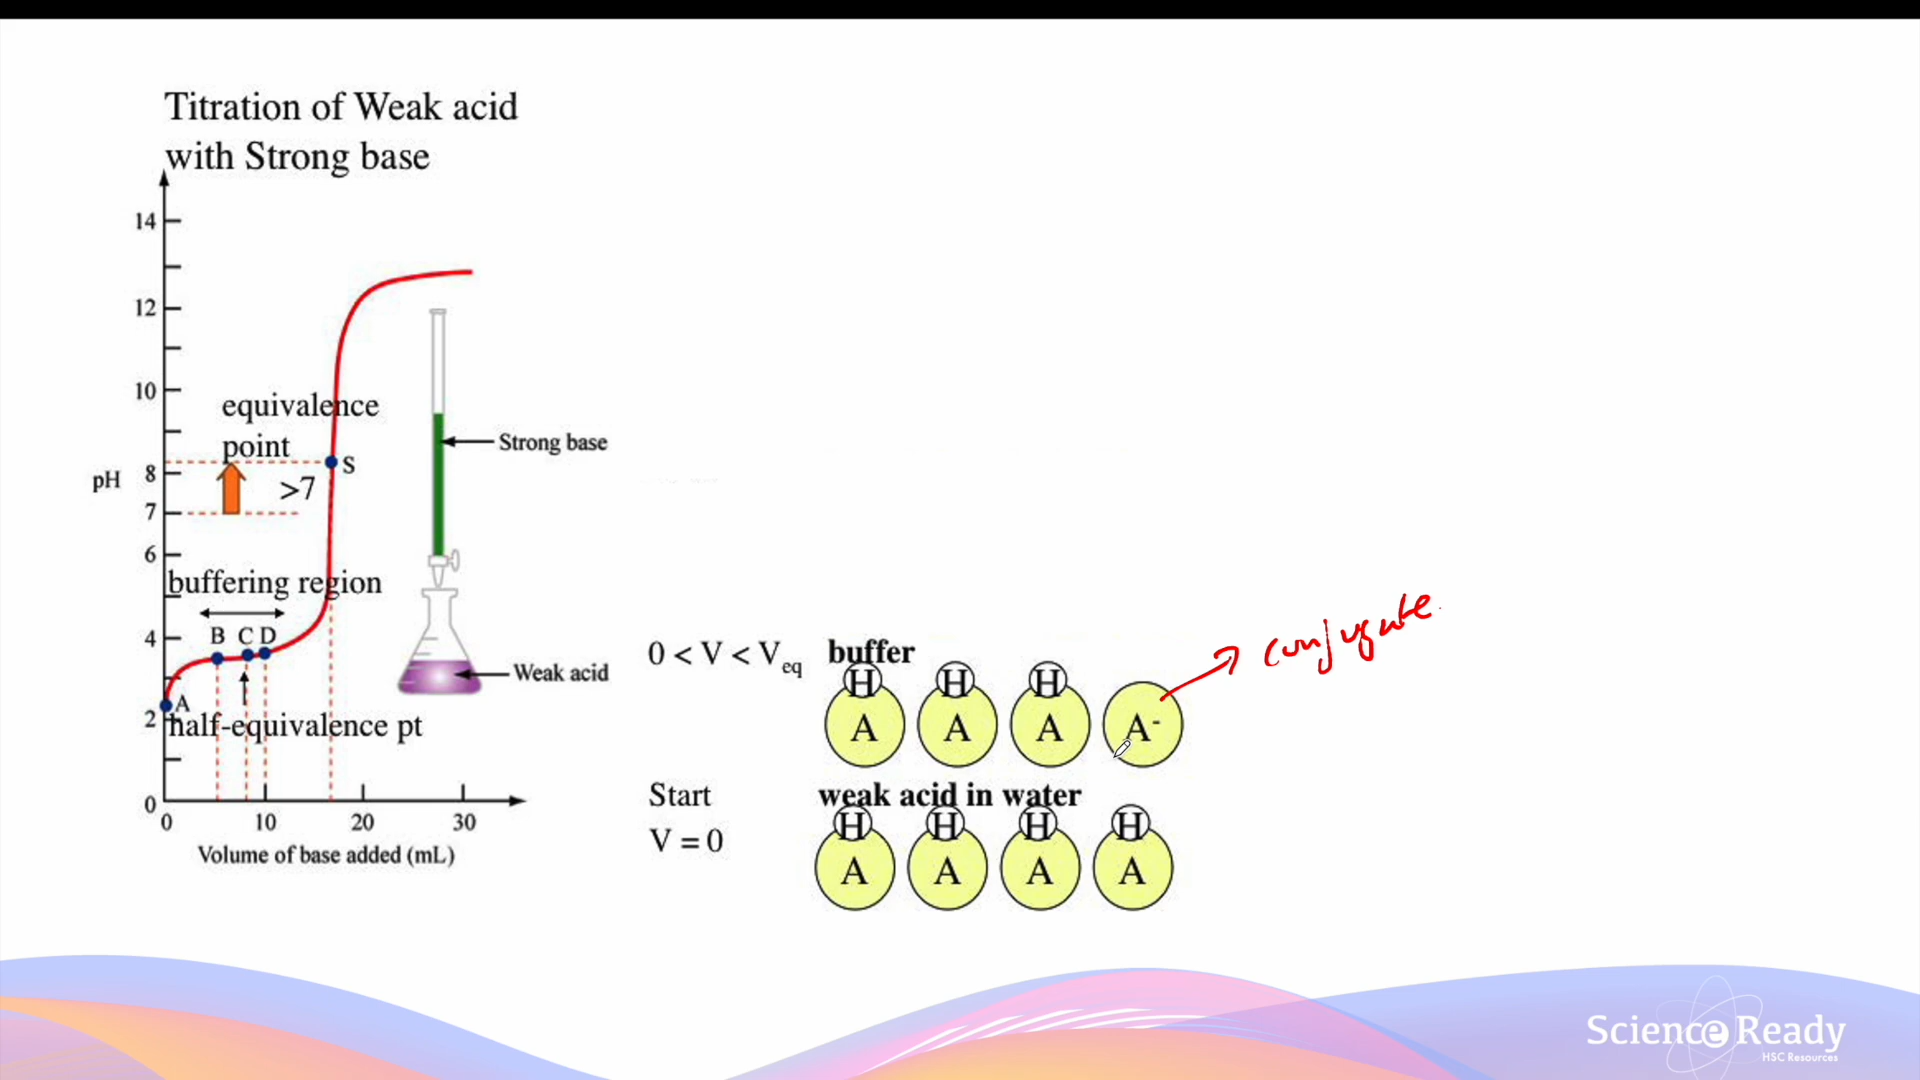 Titration of Weak acid
with Strong base
14
12
10
8
7
6
4
2
0
pH
equivalence
point
>7
S
buffering region
B C D
A
half-equivalence pt
0 10 20 30
Volume of base added (mL)
Strong base
Weak acid
0 < V < Veq buffer
H H H
A A A A-
conjugate
Start weak acid in water
V = 0
H H H H
A A A A
Science Ready
HSC Resources